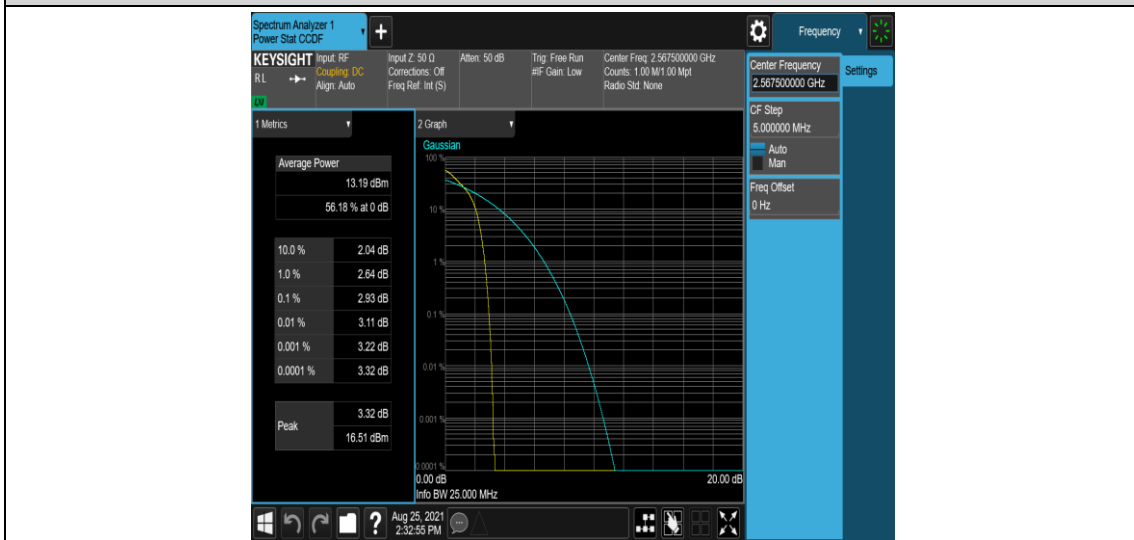 Spectrum Analyzer 1
Power Stat CCDF
Frequency
KEYSIGHT
RL
Input: RF
Coupling: DC
Align: Auto
Input Z: 50 Ω
Corrections: Off
Freq Ref: Int (S)
Atten: 50 dB
Trig: Free Run
#IF Gain: Low
Center Freq: 2.567500000 GHz
Counts: 1.00 M/1.00 Mpt
Radio Std: None
Center Frequency
2.567500000 GHz
Settings
CF Step
5.000000 MHz
Auto
Man
Freq Offset
0 Hz
1 Metrics
Average Power
13.19 dBm
56.18 % at 0 dB
10.0 % 2.04 dB
1.0 % 2.64 dB
0.1 % 2.93 dB
0.01 % 3.11 dB
0.001 % 3.22 dB
0.0001 % 3.32 dB
Peak
3.32 dB
16.51 dBm
2 Graph
Gaussian
100 %
10 %
1 %
0.1 %
0.01 %
0.001 %
0.0001 %
0.00 dB 20.00 dB
Info BW 25.000 MHz
Aug 25, 2021
2:32:55 PM